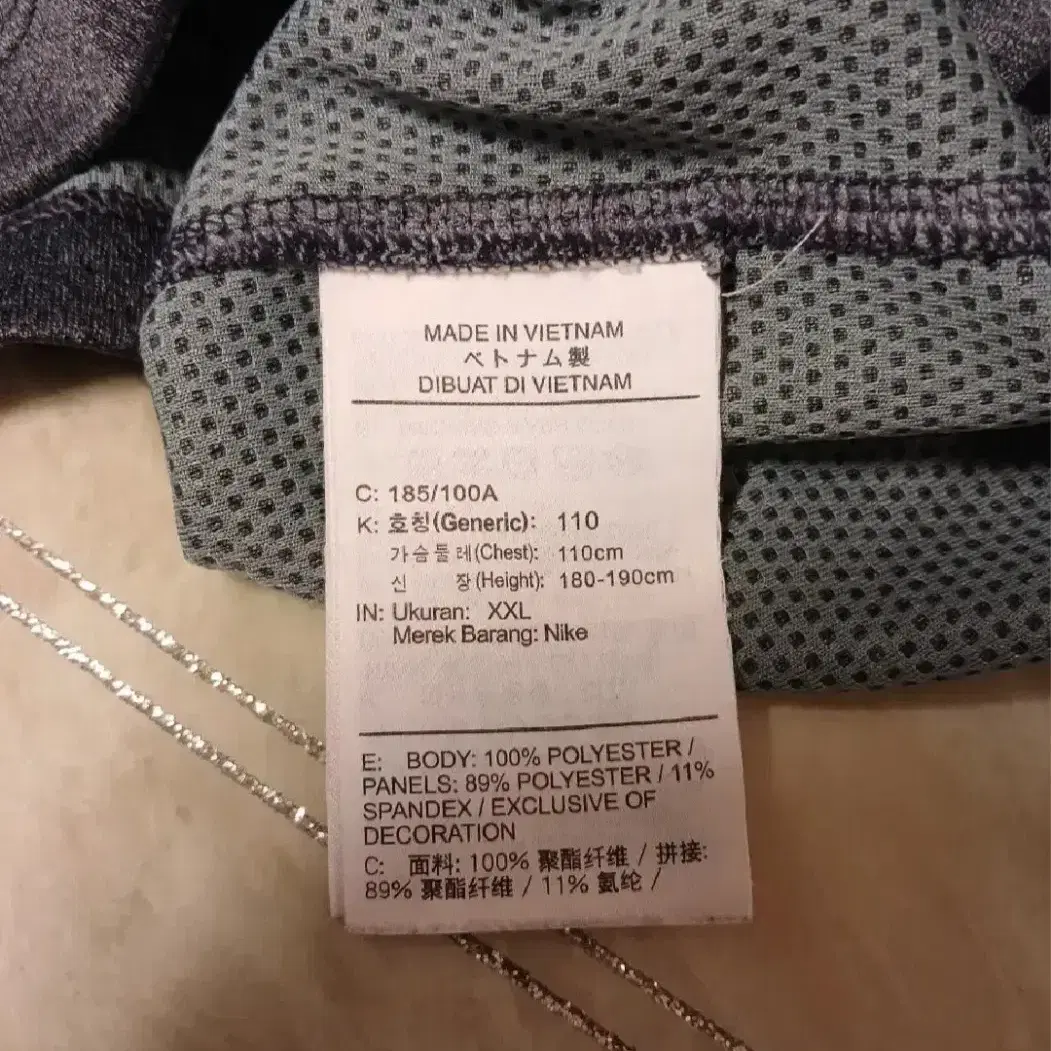 MADE IN VIETNAM
ベトナム製
DIBUAT DI VIETNAM
C: 185/100A
K: 호칭(Generic): 110
가슴둘레(Chest): 110cm
신 장(Height): 180-190cm
IN: Ukuran: XXL
Merek Barang: Nike
E: BODY: 100% POLYESTER /
PANELS: 89% POLYESTER / 11%
SPANDEX / EXCLUSIVE OF
DECORATION
C: 面料: 100% 聚酯纤维 / 拼接:
89% 聚酯纤维 / 11% 氨纶 /